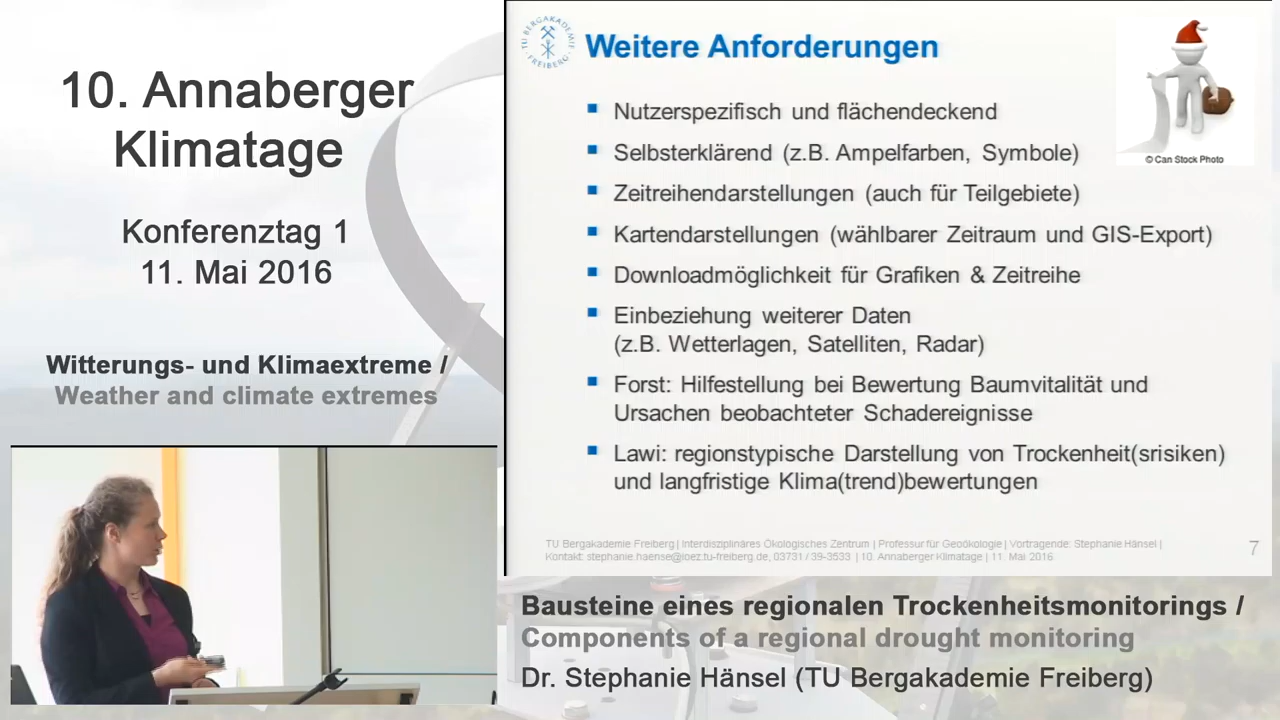 10. Annaberger
Klimatage
Konferenztag 1
11. Mai 2016
Witterungs- und Klimaextreme /
Weather and climate extremes
TU BERGAKADEMIE FREIBERG
Weitere Anforderungen
Nutzerspezifisch und flächendeckend
Selbsterklärend (z.B. Ampelfarben, Symbole)
Zeitreihendarstellungen (auch für Teilgebiete)
Kartendarstellungen (wählbarer Zeitraum und GIS-Export)
Downloadmöglichkeit für Grafiken & Zeitreihe
Einbeziehung weiterer Daten
(z.B. Wetterlagen, Satelliten, Radar)
Forst: Hilfestellung bei Bewertung Baumvitalität und
Ursachen beobachteter Schadereignisse
Lawi: regionstypische Darstellung von Trockenheit(srisiken)
und langfristige Klima(trend)bewertungen
© Can Stock Photo
TU Bergakademie Freiberg | Interdisziplinäres Ökologisches Zentrum | Professur für Geoökologie | Vortragende: Stephanie Hänsel |
Kontakt: stephanie.haensel@ioez.tu-freiberg.de, 03731 / 39-3533 | 10. Annaberger Klimatage | 11. Mai 2016
7
Bausteine eines regionalen Trockenheitsmonitorings /
Components of a regional drought monitoring
Dr. Stephanie Hänsel (TU Bergakademie Freiberg)